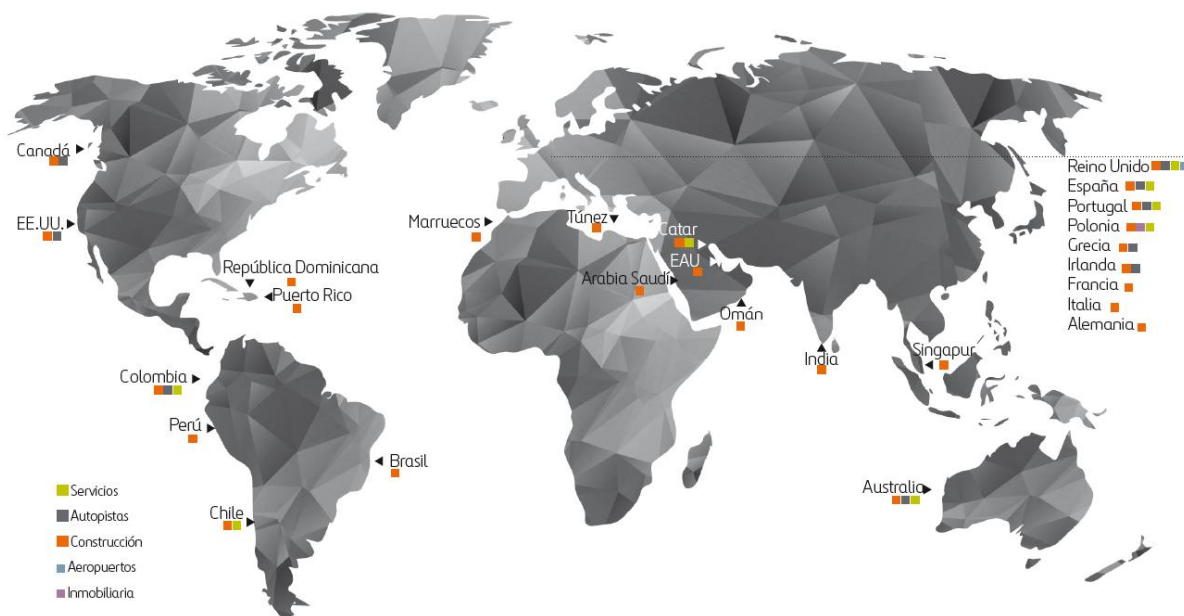 Canadá
EE.UU.
República Dominicana
Puerto Rico
Colombia
Perú
Brasil
Chile
Servicios
Autopistas
Construcción
Aeropuertos
Inmobiliaria
Marruecos
Túnez
Catar
EAU
Arabia Saudí
Omán
India
Singapur
Australia
Reino Unido
España
Portugal
Polonia
Grecia
Irlanda
Francia
Italia
Alemania